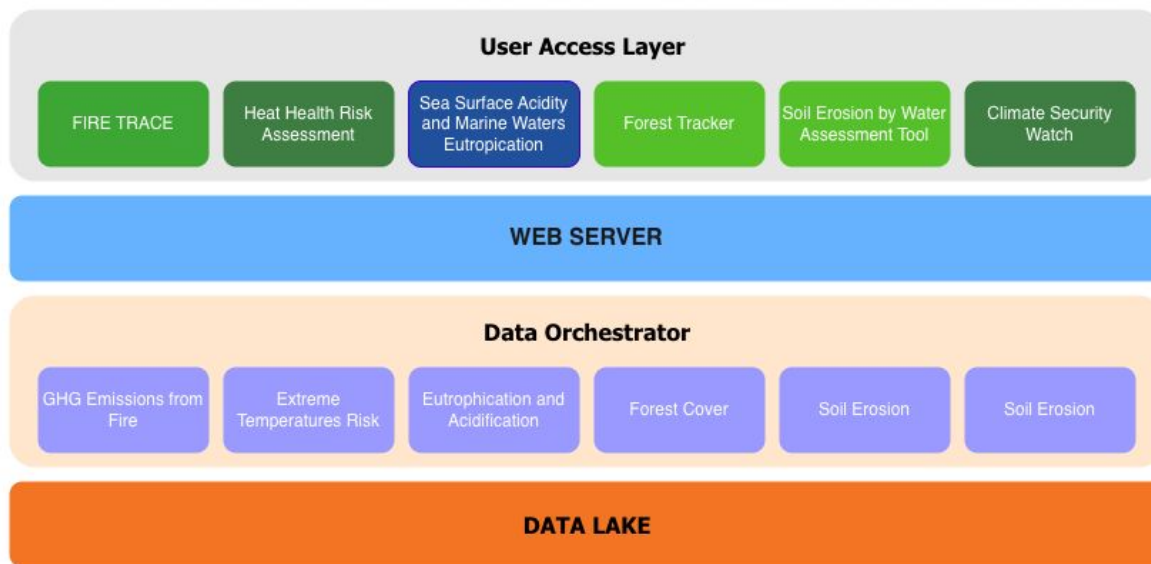 User Access Layer
FIRE TRACE
Heat Health Risk
Assessment
Sea Surface Acidity
and Marine Waters
Eutropication
Forest Tracker
Soil Erosion by Water
Assessment Tool
Climate Security
Watch
WEB SERVER
Data Orchestrator
GHG Emissions from
Fire
Extreme
Temperatures Risk
Eutrophication and
Acidification
Forest Cover
Soil Erosion
Soil Erosion
DATA LAKE